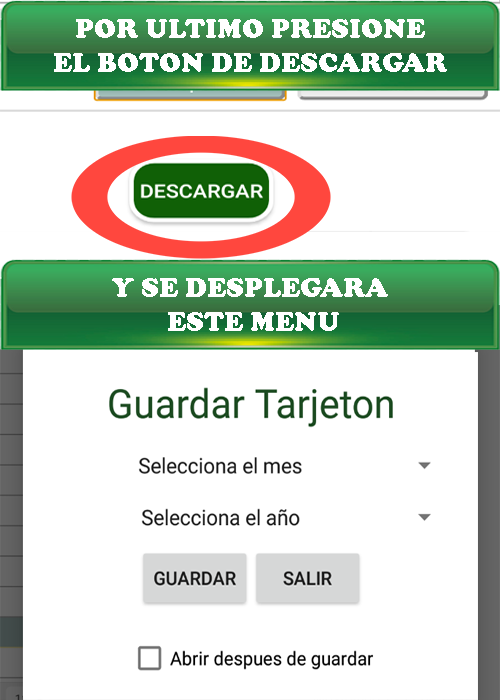 POR ULTIMO PRESIONE
EL BOTON DE DESCARGAR
DESCARGAR
Y SE DESPLEGARA
ESTE MENU
Guardar Tarjeton
Selecciona el mes
Selecciona el año
GUARDAR SALIR
Abrir despues de guardar